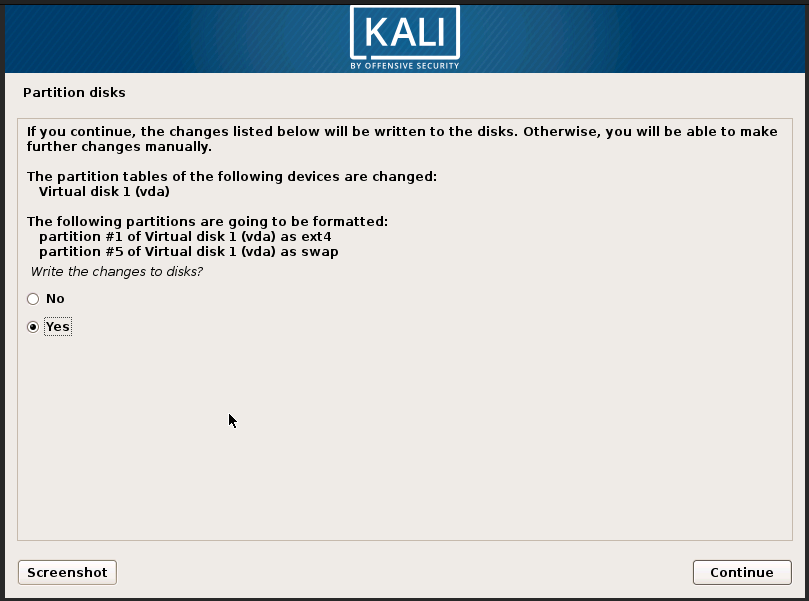 KALI
BY OFFENSIVE SECURITY
Partition disks
If you continue, the changes listed below will be written to the disks. Otherwise, you will be able to make
further changes manually.
The partition tables of the following devices are changed:
Virtual disk 1 (vda)
The following partitions are going to be formatted:
partition #1 of Virtual disk 1 (vda) as ext4
partition #5 of Virtual disk 1 (vda) as swap
Write the changes to disks?
No
Yes
Screenshot
Continue